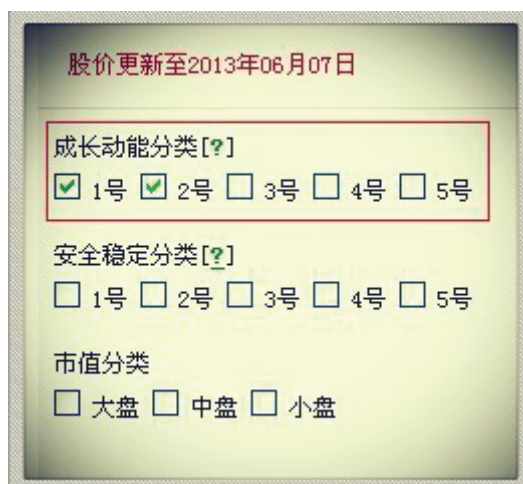 股价更新至2013年06月07日
成长动能分类[?]
1号 2号 3号 4号 5号
安全稳定分类[?]
1号 2号 3号 4号 5号
市值分类
大盘 中盘 小盘